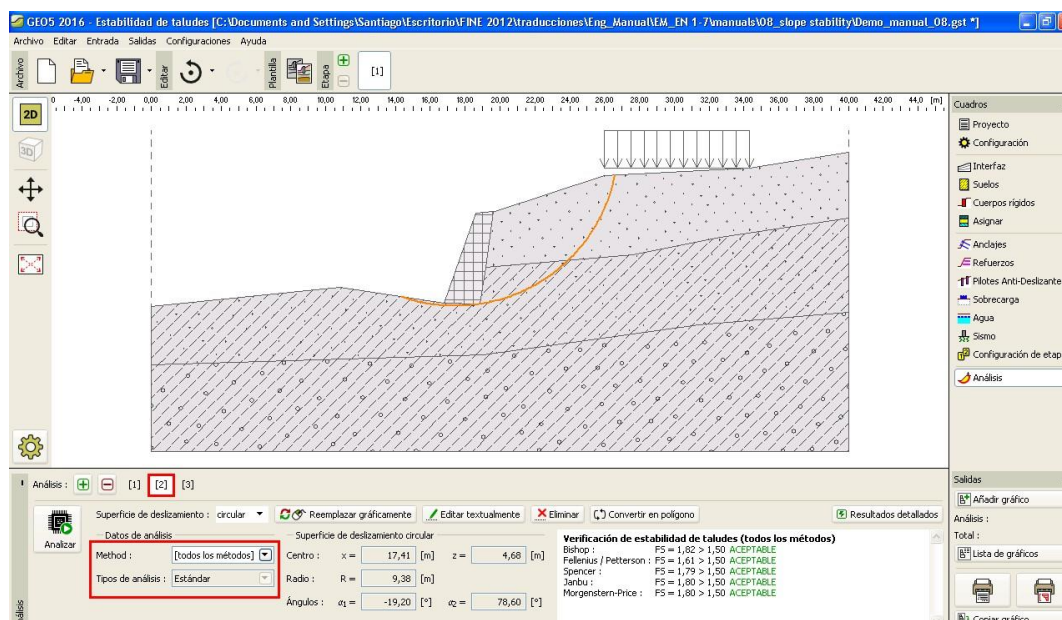 GEO5 2016 - Estabilidad de taludes [C:\Documents and Settings\Santiago\Escritorio\FINE 2012\traducciones\Eng_Manual\EM_EN 1-7\manuals\08_slope stability\Demo_manual_08.gst *]
Archivo Editar Entrada Salidas Configuraciones Ayuda
Archivo
Editar
Plantilla
Etapa
[1]
0 -4,00 -2,00 0,00 2,00 4,00 6,00 8,00 10,00 12,00 14,00 16,00 18,00 20,00 22,00 24,00 26,00 28,00 30,00 32,00 34,00 36,00 38,00 40,00 42,00 44,0 [m]
2D
3D
Cuadros
Proyecto
Configuración
Interfaz
Suelos
Cuerpos rígidos
Asignar
Anclajes
Refuerzos
Pilotes Anti-Deslizante
Sobrecarga
Agua
Sismo
Configuración de etap
Análisis
Análisis : [1] [2] [3]
Analizar
Superficie de deslizamiento : circular Reemplazar gráficamente Editar textualmente Eliminar Convertir en polígono Resultados detallados
Datos de análisis
Method : [todos los métodos]
Tipos de análisis : Estándar
Superficie de deslizamiento circular
Centro : x = 17,41 [m] z = 4,68 [m]
Radio : R = 9,38 [m]
Ángulos : α1 = -19,20 [°] α2 = 78,60 [°]
Verificación de estabilidad de taludes (todos los métodos)
Bishop : FS = 1,82 > 1,50 ACEPTABLE
Fellenius / Petterson : FS = 1,61 > 1,50 ACEPTABLE
Spencer : FS = 1,79 > 1,50 ACEPTABLE
Janbu : FS = 1,80 > 1,50 ACEPTABLE
Morgenstern-Price : FS = 1,80 > 1,50 ACEPTABLE
Salidas
Añadir gráfico
Análisis :
Total :
Lista de gráficos
Copiar gráfico